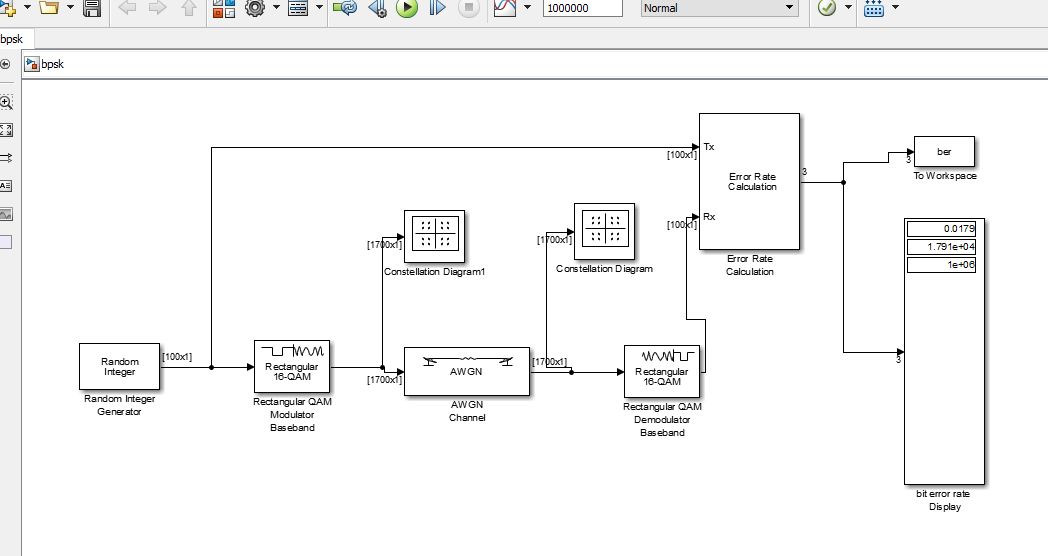 1000000
Normal
bpsk
bpsk
Tx
[100x1]
Error Rate
Calculation
3
Rx
[100x1]
Error Rate
Calculation
ber
3
To Workspace
0.0179
1.791e+04
1e+06
[1700x1]
Constellation Diagram1
[1700x1]
Constellation Diagram
Random
Integer
[100x1]
Random Integer
Generator
Rectangular
16-QAM
Rectangular QAM
Modulator
Baseband
[1700x1]
AWGN
[1700x1]
AWGN
Channel
Rectangular
16-QAM
Rectangular QAM
Demodulator
Baseband
3
bit error rate
Display